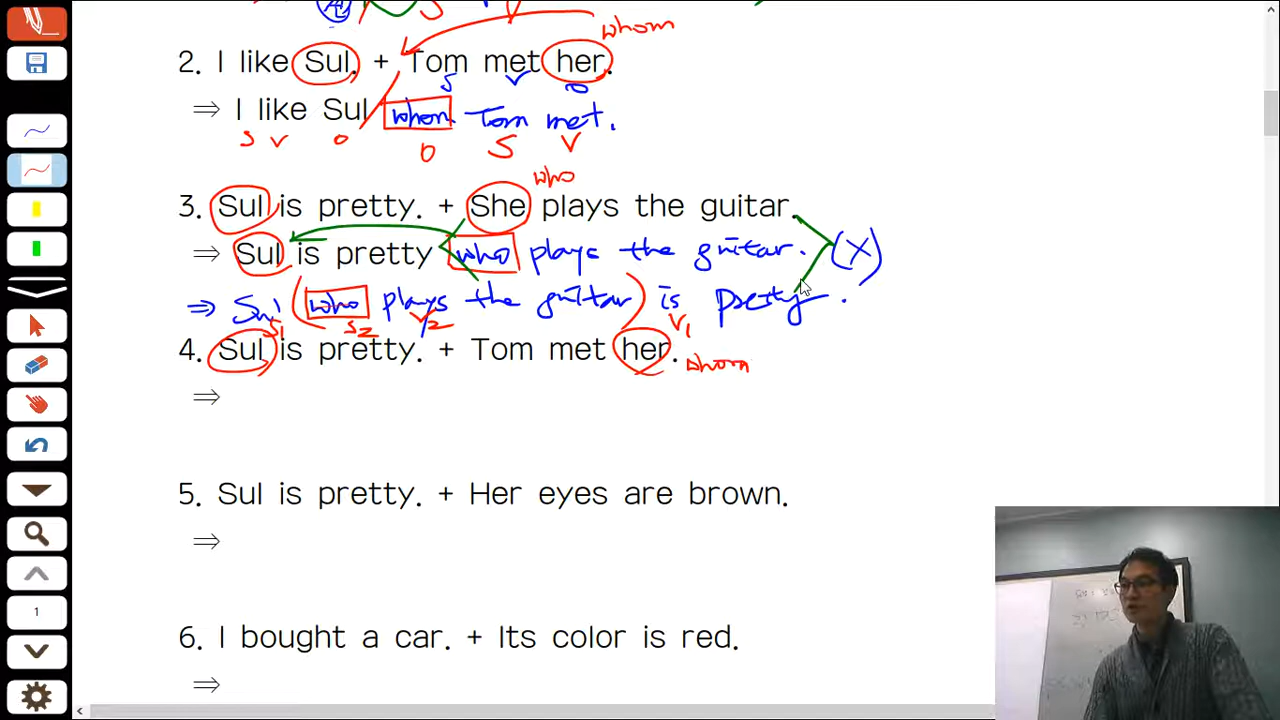 whom
2. I like Sul. + Tom met her.
S V O
⇒ I like Sul whom Tom met.
S V O O S V
who
3. Sul is pretty. + She plays the guitar.
⇒ Sul is pretty who plays the guitar. (X)
⇒ Sul (who plays the guitar) is pretty.
S1 S2 V2 V1
4. Sul is pretty. + Tom met her.
whom
⇒
5. Sul is pretty. + Her eyes are brown.
⇒
6. I bought a car. + Its color is red.
⇒
1